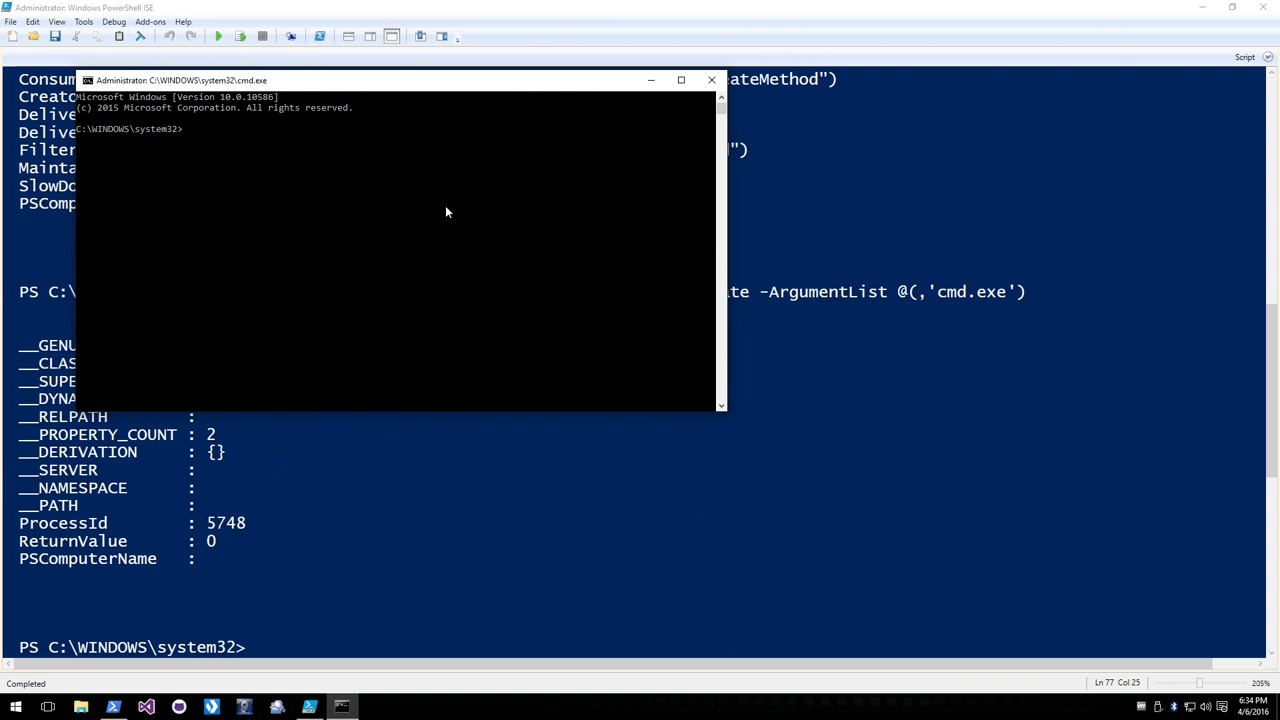 Administrator: Windows PowerShell ISE
File Edit View Tools Debug Add-ons Help
Script
Administrator: C:\WINDOWS\system32\cmd.exe
Microsoft Windows [Version 10.0.10586]
(c) 2015 Microsoft Corporation. All rights reserved.
C:\WINDOWS\system32>
Consum
ateMethod")
Creato
Delive
Delive
Filter
")
Mainta
SlowDo
PSComp
PS C:\
te -ArgumentList @(,'cmd.exe')
__GENU
__CLAS
__SUPE
__DYNA
__RELPATH :
__PROPERTY_COUNT : 2
__DERIVATION : {}
__SERVER :
__NAMESPACE :
__PATH :
ProcessId : 5748
ReturnValue : 0
PSComputerName :
PS C:\WINDOWS\system32>
Completed
Ln 77 Col 25
205%
6:34 PM
4/6/2016